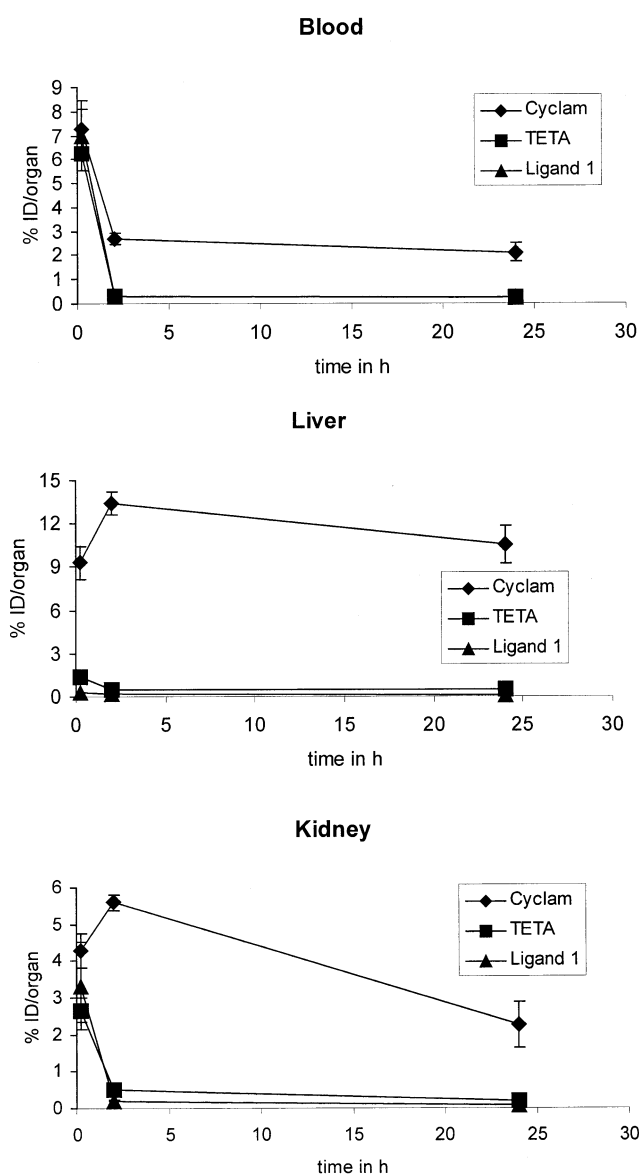 Blood
9
8
7
6
5
4
3
2
1
0
% ID/organ
Cyclam
TETA
Ligand 1
0 5 10 15 20 25 30
time in h
Liver
15
12
9
6
3
0
% ID/organ
Cyclam
TETA
Ligand 1
0 5 10 15 20 25 30
time in h
Kidney
6
5
4
3
2
1
0
% ID/organ
Cyclam
TETA
Ligand 1
0 5 10 15 20 25 30
time in h